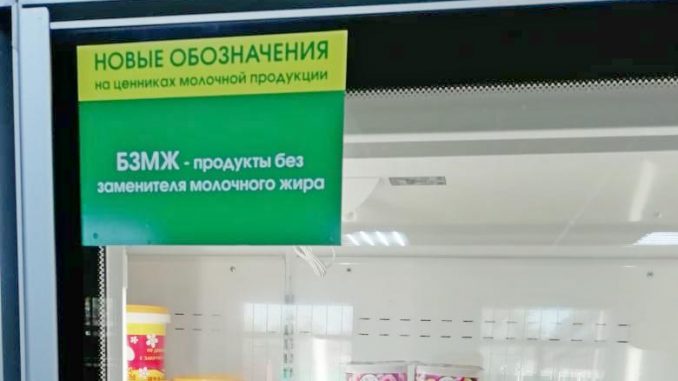 НОВЫЕ ОБОЗНАЧЕНИЯ
на ценниках молочной продукции
БЗМЖ - продукты без
заменителя молочного жира